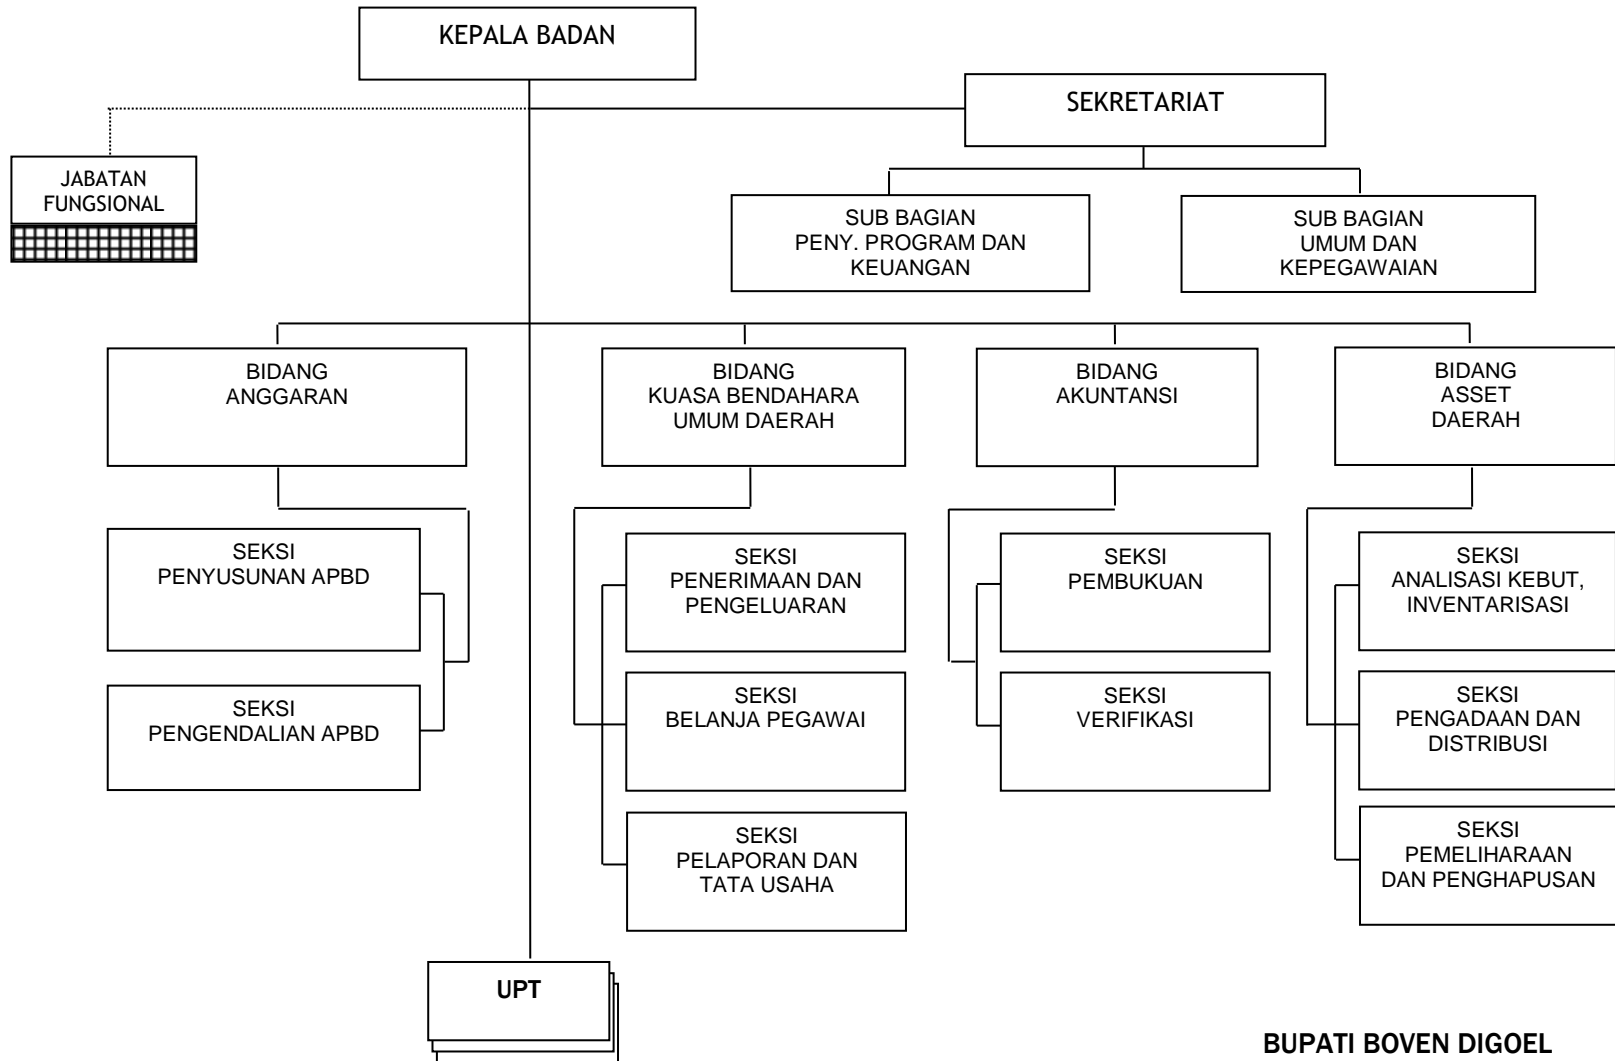 KEPALA BADAN
SEKRETARIAT
JABATAN
FUNGSIONAL
SUB BAGIAN
PENY. PROGRAM DAN
KEUANGAN
SUB BAGIAN
UMUM DAN
KEPEGAWAIAN
BIDANG
ANGGARAN
BIDANG
KUASA BENDAHARA
UMUM DAERAH
BIDANG
AKUNTANSI
BIDANG
ASSET
DAERAH
SEKSI
PENYUSUNAN APBD
SEKSI
PENERIMAAN DAN
PENGELUARAN
SEKSI
PEMBUKUAN
SEKSI
ANALISASI KEBUT,
INVENTARISASI
SEKSI
PENGENDALIAN APBD
SEKSI
BELANJA PEGAWAI
SEKSI
VERIFIKASI
SEKSI
PENGADAAN DAN
DISTRIBUSI
SEKSI
PELAPORAN DAN
TATA USAHA
SEKSI
PEMELIHARAAN
DAN PENGHAPUSAN
UPT
BUPATI BOVEN DIGOEL